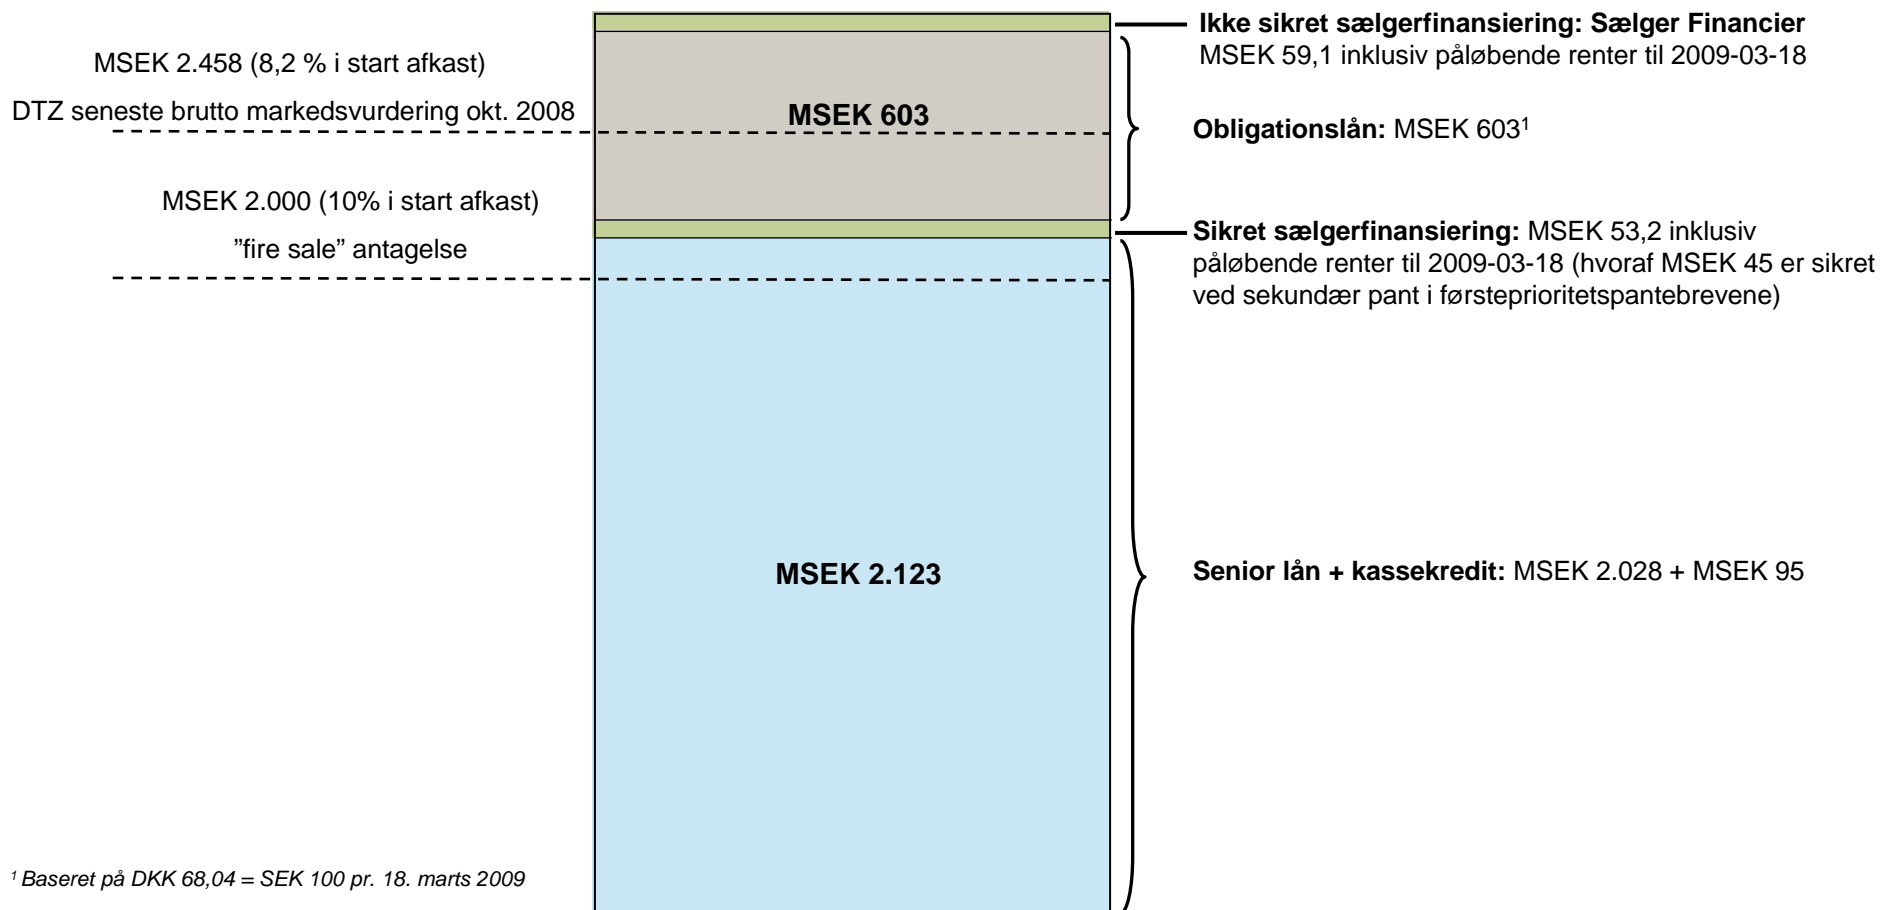 MSEK 2.458 (8,2 % i start afkast)
DTZ seneste brutto markedsvurdering okt. 2008
MSEK 2.000 (10% i start afkast)
”fire sale” antagelse
MSEK 603
MSEK 2.123
Ikke sikret sælgerfinansiering: Sælger Financier
MSEK 59,1 inklusiv påløbende renter til 2009-03-18
Obligationslån: MSEK 603¹
Sikret sælgerfinansiering: MSEK 53,2 inklusiv
påløbende renter til 2009-03-18 (hvoraf MSEK 45 er sikret
ved sekundær pant i førsteprioritetspantebrevene)
Senior lån + kassekredit: MSEK 2.028 + MSEK 95
¹ Baseret på DKK 68,04 = SEK 100 pr. 18. marts 2009